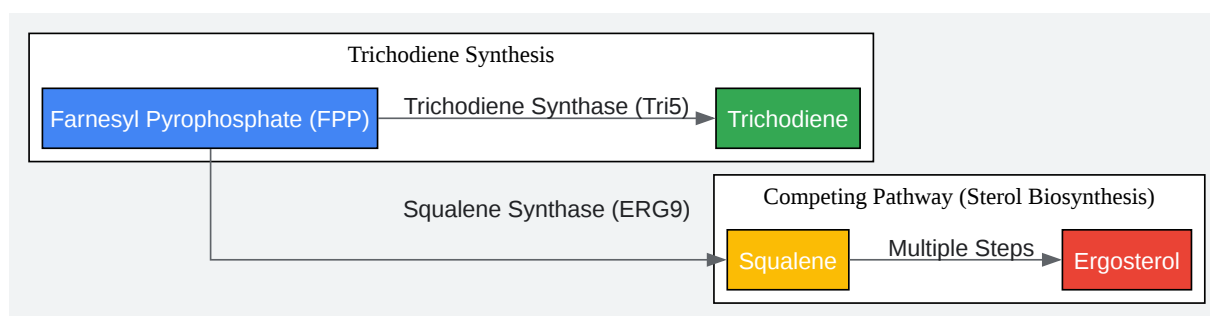 Trichodiene Synthesis
Farnesyl Pyrophosphate (FPP)
Trichodiene Synthase (Tri5)
Trichodiene
Squalene Synthase (ERG9)
Competing Pathway (Sterol Biosynthesis)
Squalene
Multiple Steps
Ergosterol